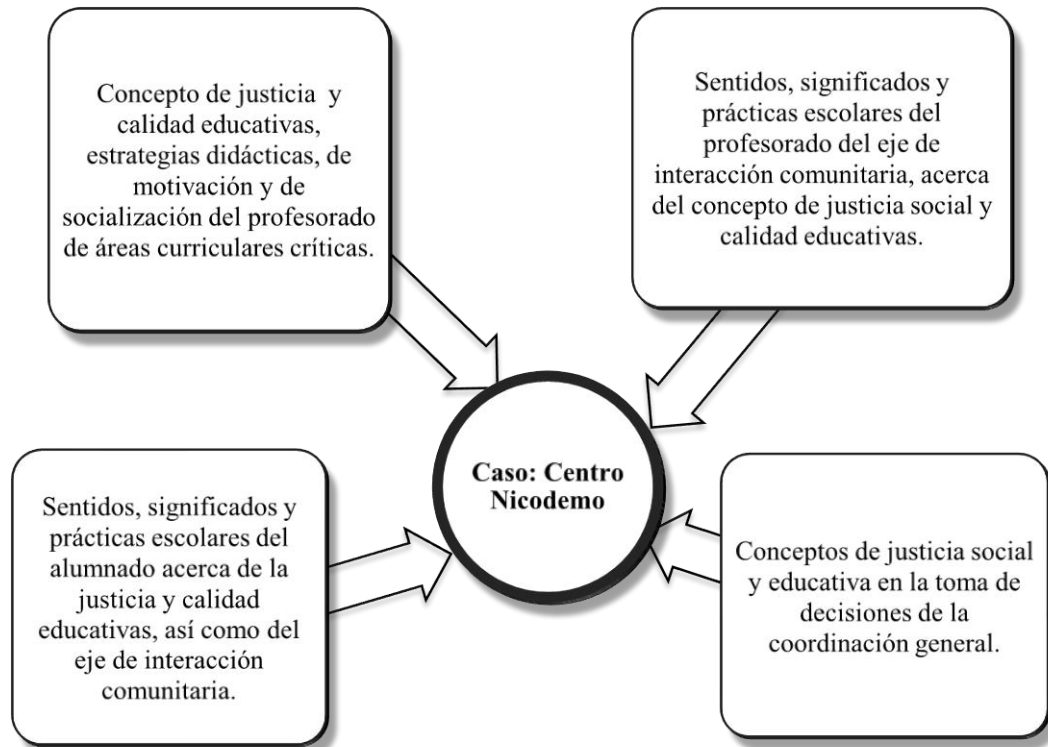 Concepto de justicia y
calidad educativas,
estrategias didácticas, de
motivación y de
socialización del profesorado
de áreas curriculares críticas.
Sentidos, significados y
prácticas escolares del
profesorado del eje de
interacción comunitaria, acerca
del concepto de justicia social y
calidad educativas.
Caso: Centro
Nicodemo
Sentidos, significados y
prácticas escolares del
alumnado acerca de la
justicia y calidad
educativas, así como del
eje de interacción
comunitaria.
Conceptos de justicia social
y educativa en la toma de
decisiones de la
coordinación general.